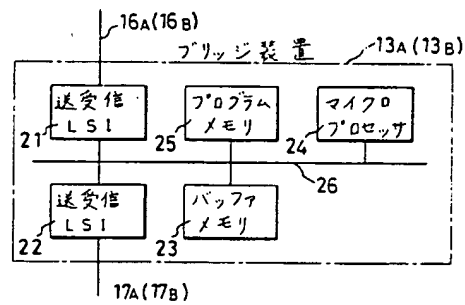 16A(16B)
ブリッジ装置
13A(13B)
送受信
LSI
21
プログラム
メモリ
25
マイクロ
プロセッサ
24
26
送受信
LSI
22
バッファ
メモリ
23
17A(17B)